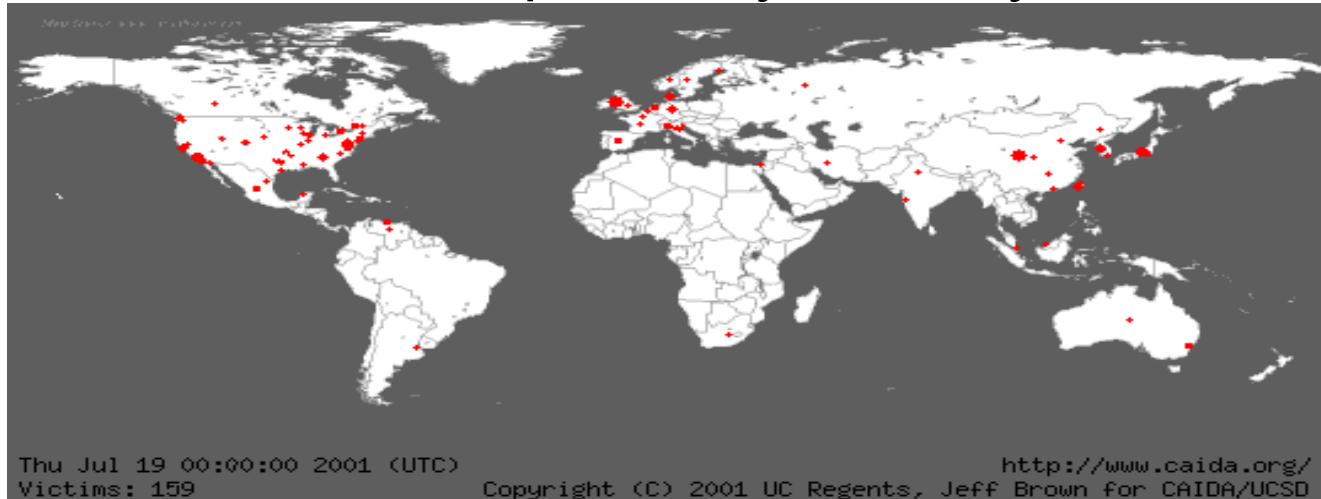 Thu Jul 19 00:00:00 2001 (UTC)
Victims: 159
http://www.caida.org/
Copyright (C) 2001 UC Regents, Jeff Brown for CAIDA/UCSD